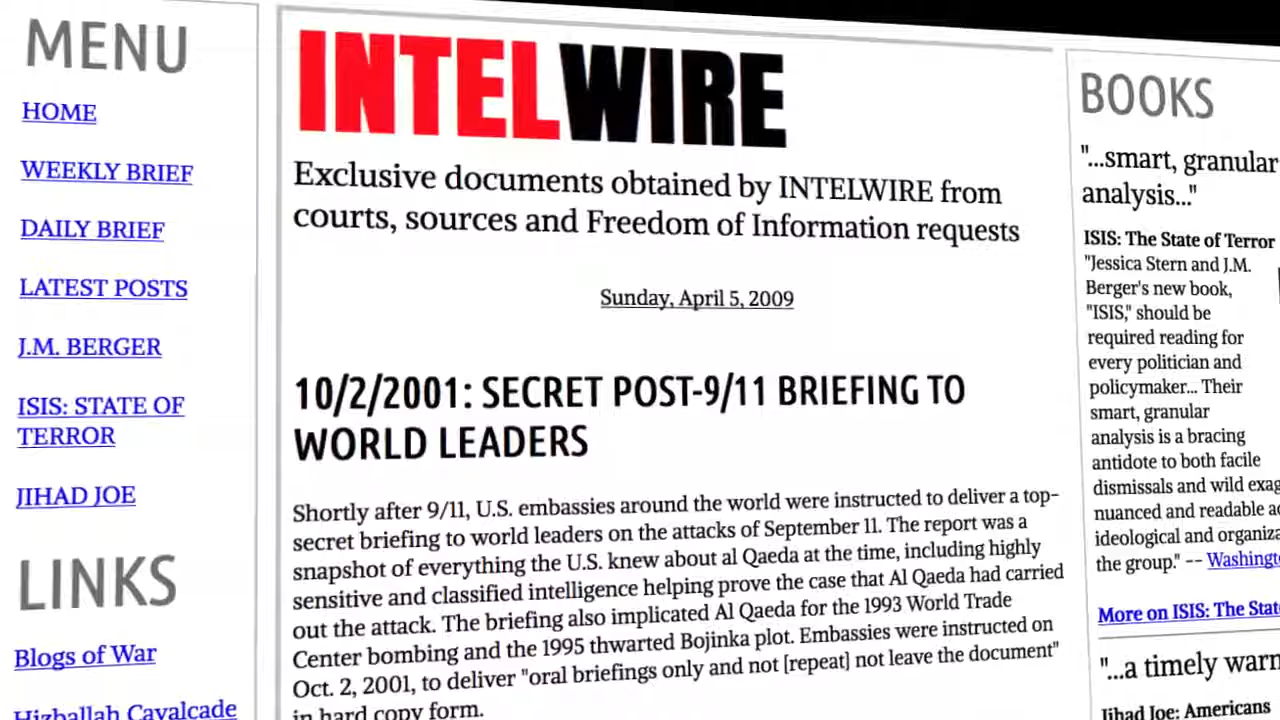 MENU
HOME
WEEKLY BRIEF
DAILY BRIEF
LATEST POSTS
J.M. BERGER
ISIS: STATE OF
TERROR
JIHAD JOE
LINKS
Blogs of War
Hizballah Cavalcade
INTELWIRE
Exclusive documents obtained by INTELWIRE from
courts, sources and Freedom of Information requests
Sunday, April 5, 2009
10/2/2001: SECRET POST-9/11 BRIEFING TO
WORLD LEADERS
Shortly after 9/11, U.S. embassies around the world were instructed to deliver a top-
secret briefing to world leaders on the attacks of September 11. The report was a
snapshot of everything the U.S. knew about al Qaeda at the time, including highly
sensitive and classified intelligence helping prove the case that Al Qaeda had carried
out the attack. The briefing also implicated Al Qaeda for the 1993 World Trade
Center bombing and the 1995 thwarted Bojinka plot. Embassies were instructed on
Oct. 2, 2001, to deliver "oral briefings only and not [repeat] not leave the document"
in hard copy form.
BOOKS
"...smart, granular
analysis..."
ISIS: The State of Terror
"Jessica Stern and J.M.
Berger's new book,
"ISIS," should be
required reading for
every politician and
policymaker... Their
smart, granular
analysis is a bracing
antidote to both facile
dismissals and wild exag
nuanced and readable a
ideological and organiza
the group." -- Washingt
More on ISIS: The Stat
"...a timely warn
Jihad Joe: Americans